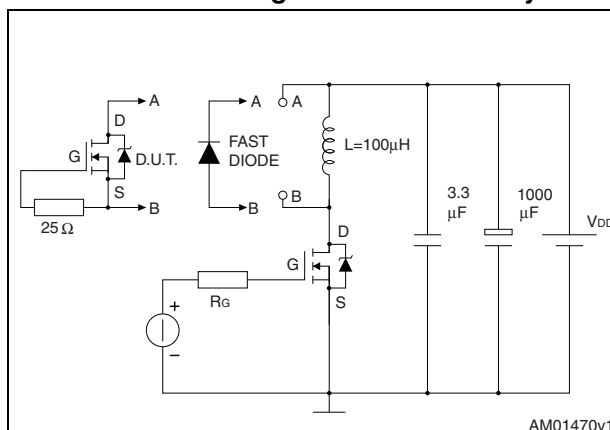 A
A
A
D
G
D.U.T.
S
B
25 Ω
FAST
DIODE
B
L=100µH
B
3.3
µF
1000
µF
VDD
D
G
S
RG
+
–
AM01470v1